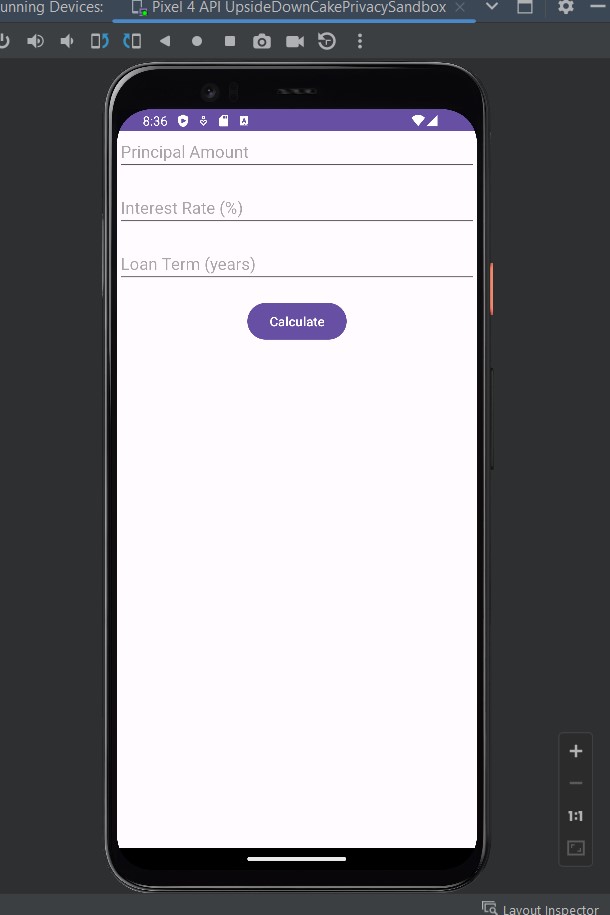 unning Devices:
Pixel 4 API UpsideDownCakePrivacySandbox
8:36
Principal Amount
Interest Rate (%)
Loan Term (years)
Calculate
1:1
Layout Inspector